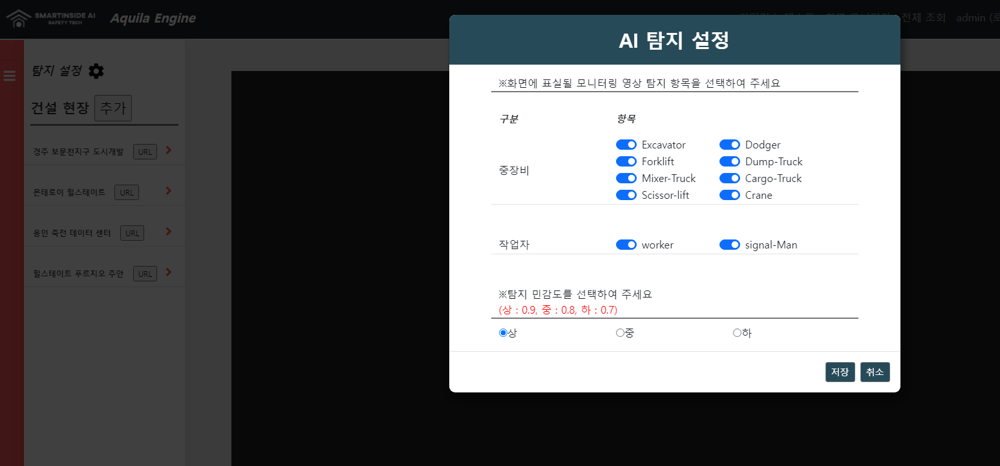 SMARTINSIDE AI
SAFETY TECH
Aquila Engine
전체 조회
admin
탐지 설정
건설 현장 추가
경주 보문천지구 도시개발 URL
몬테로이 힐스테이트 URL
용인 죽전 데이터 센터 URL
힐스테이트 푸르지오 주안 URL
AI 탐지 설정
※화면에 표실될 모니터링 영상 탐지 항목을 선택하여 주세요
구분 항목
중장비
Excavator Dodger
Forklift Dump-Truck
Mixer-Truck Cargo-Truck
Scissor-lift Crane
작업자 worker signal-Man
※탐지 민감도를 선택하여 주세요
(상 : 0.9, 중 : 0.8, 하 : 0.7)
상 중 하
저장 취소